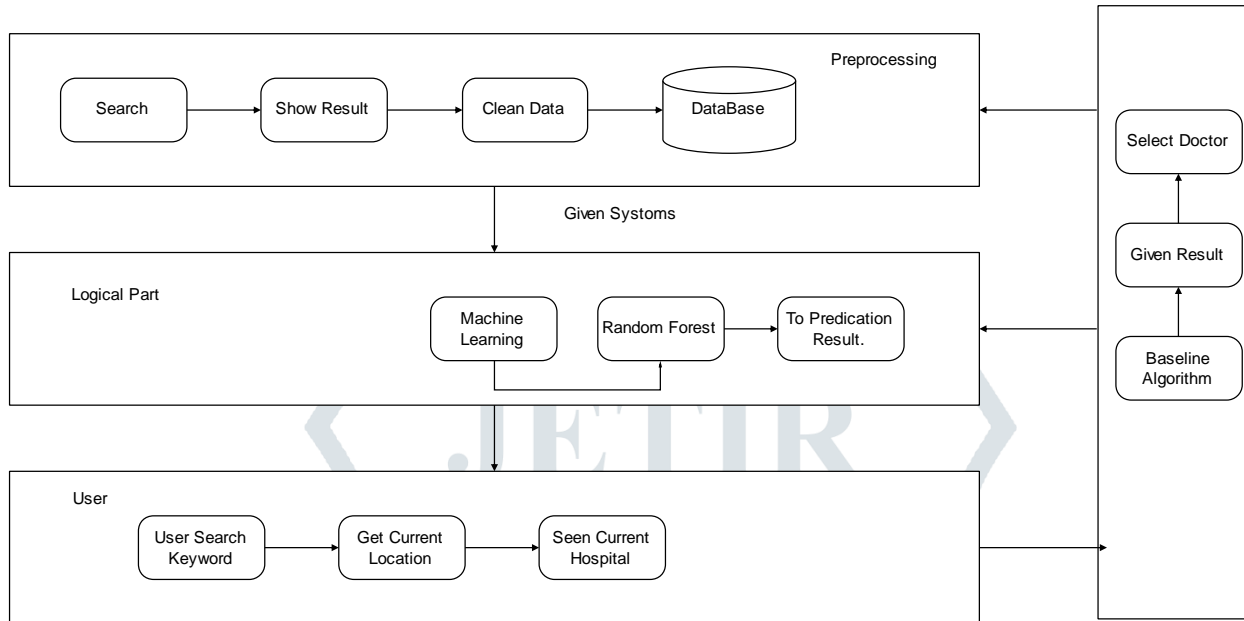 Preprocessing
Search
Show Result
Clean Data
DataBase
Select Doctor
Given Result
Baseline
Algorithm
Given Systoms
Logical Part
Machine
Learning
Random Forest
To Predication
Result.
JETIR
User
User Search
Keyword
Get Current
Location
Seen Current
Hospital